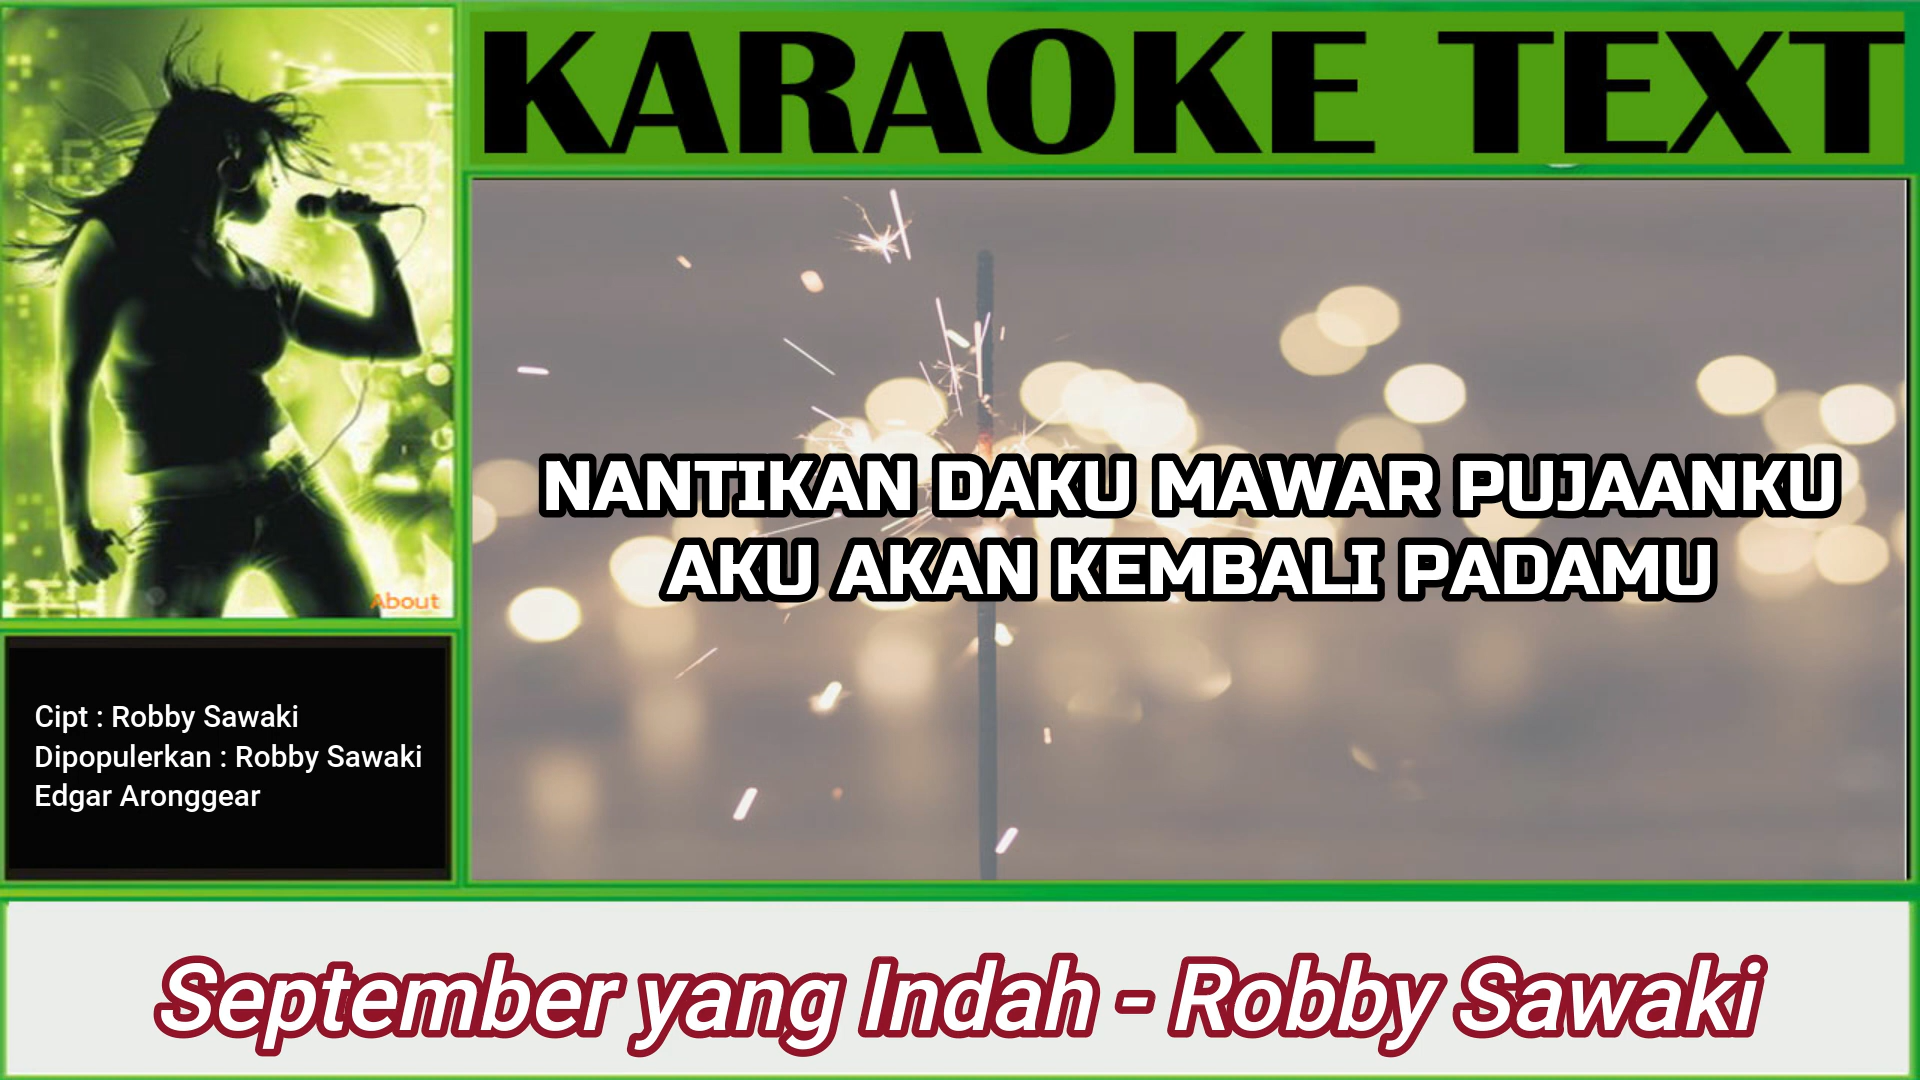 KARAOKE TEXT
NANTIKAN DAKU MAWAR PUJAANKU
AKU AKAN KEMBALI PADAMU
About
Cipt : Robby Sawaki
Dipopulerkan : Robby Sawaki
Edgar Aronggear
September yang Indah - Robby Sawaki